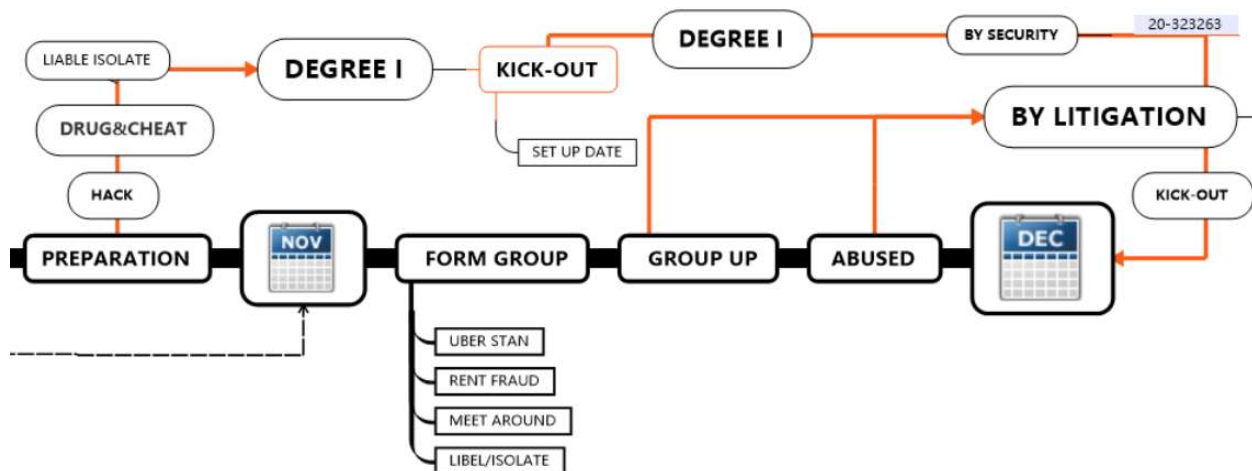 20-323263
LIABLE ISOLATE
DEGREE I
KICK-OUT
DEGREE I
BY SECURITY
DRUG&CHEAT
SET UP DATE
BY LITIGATION
HACK
KICK-OUT
PREPARATION
NOV
FORM GROUP
GROUP UP
ABUSED
DEC
UBER STAN
RENT FRAUD
MEET AROUND
LIBEL/ISOLATE